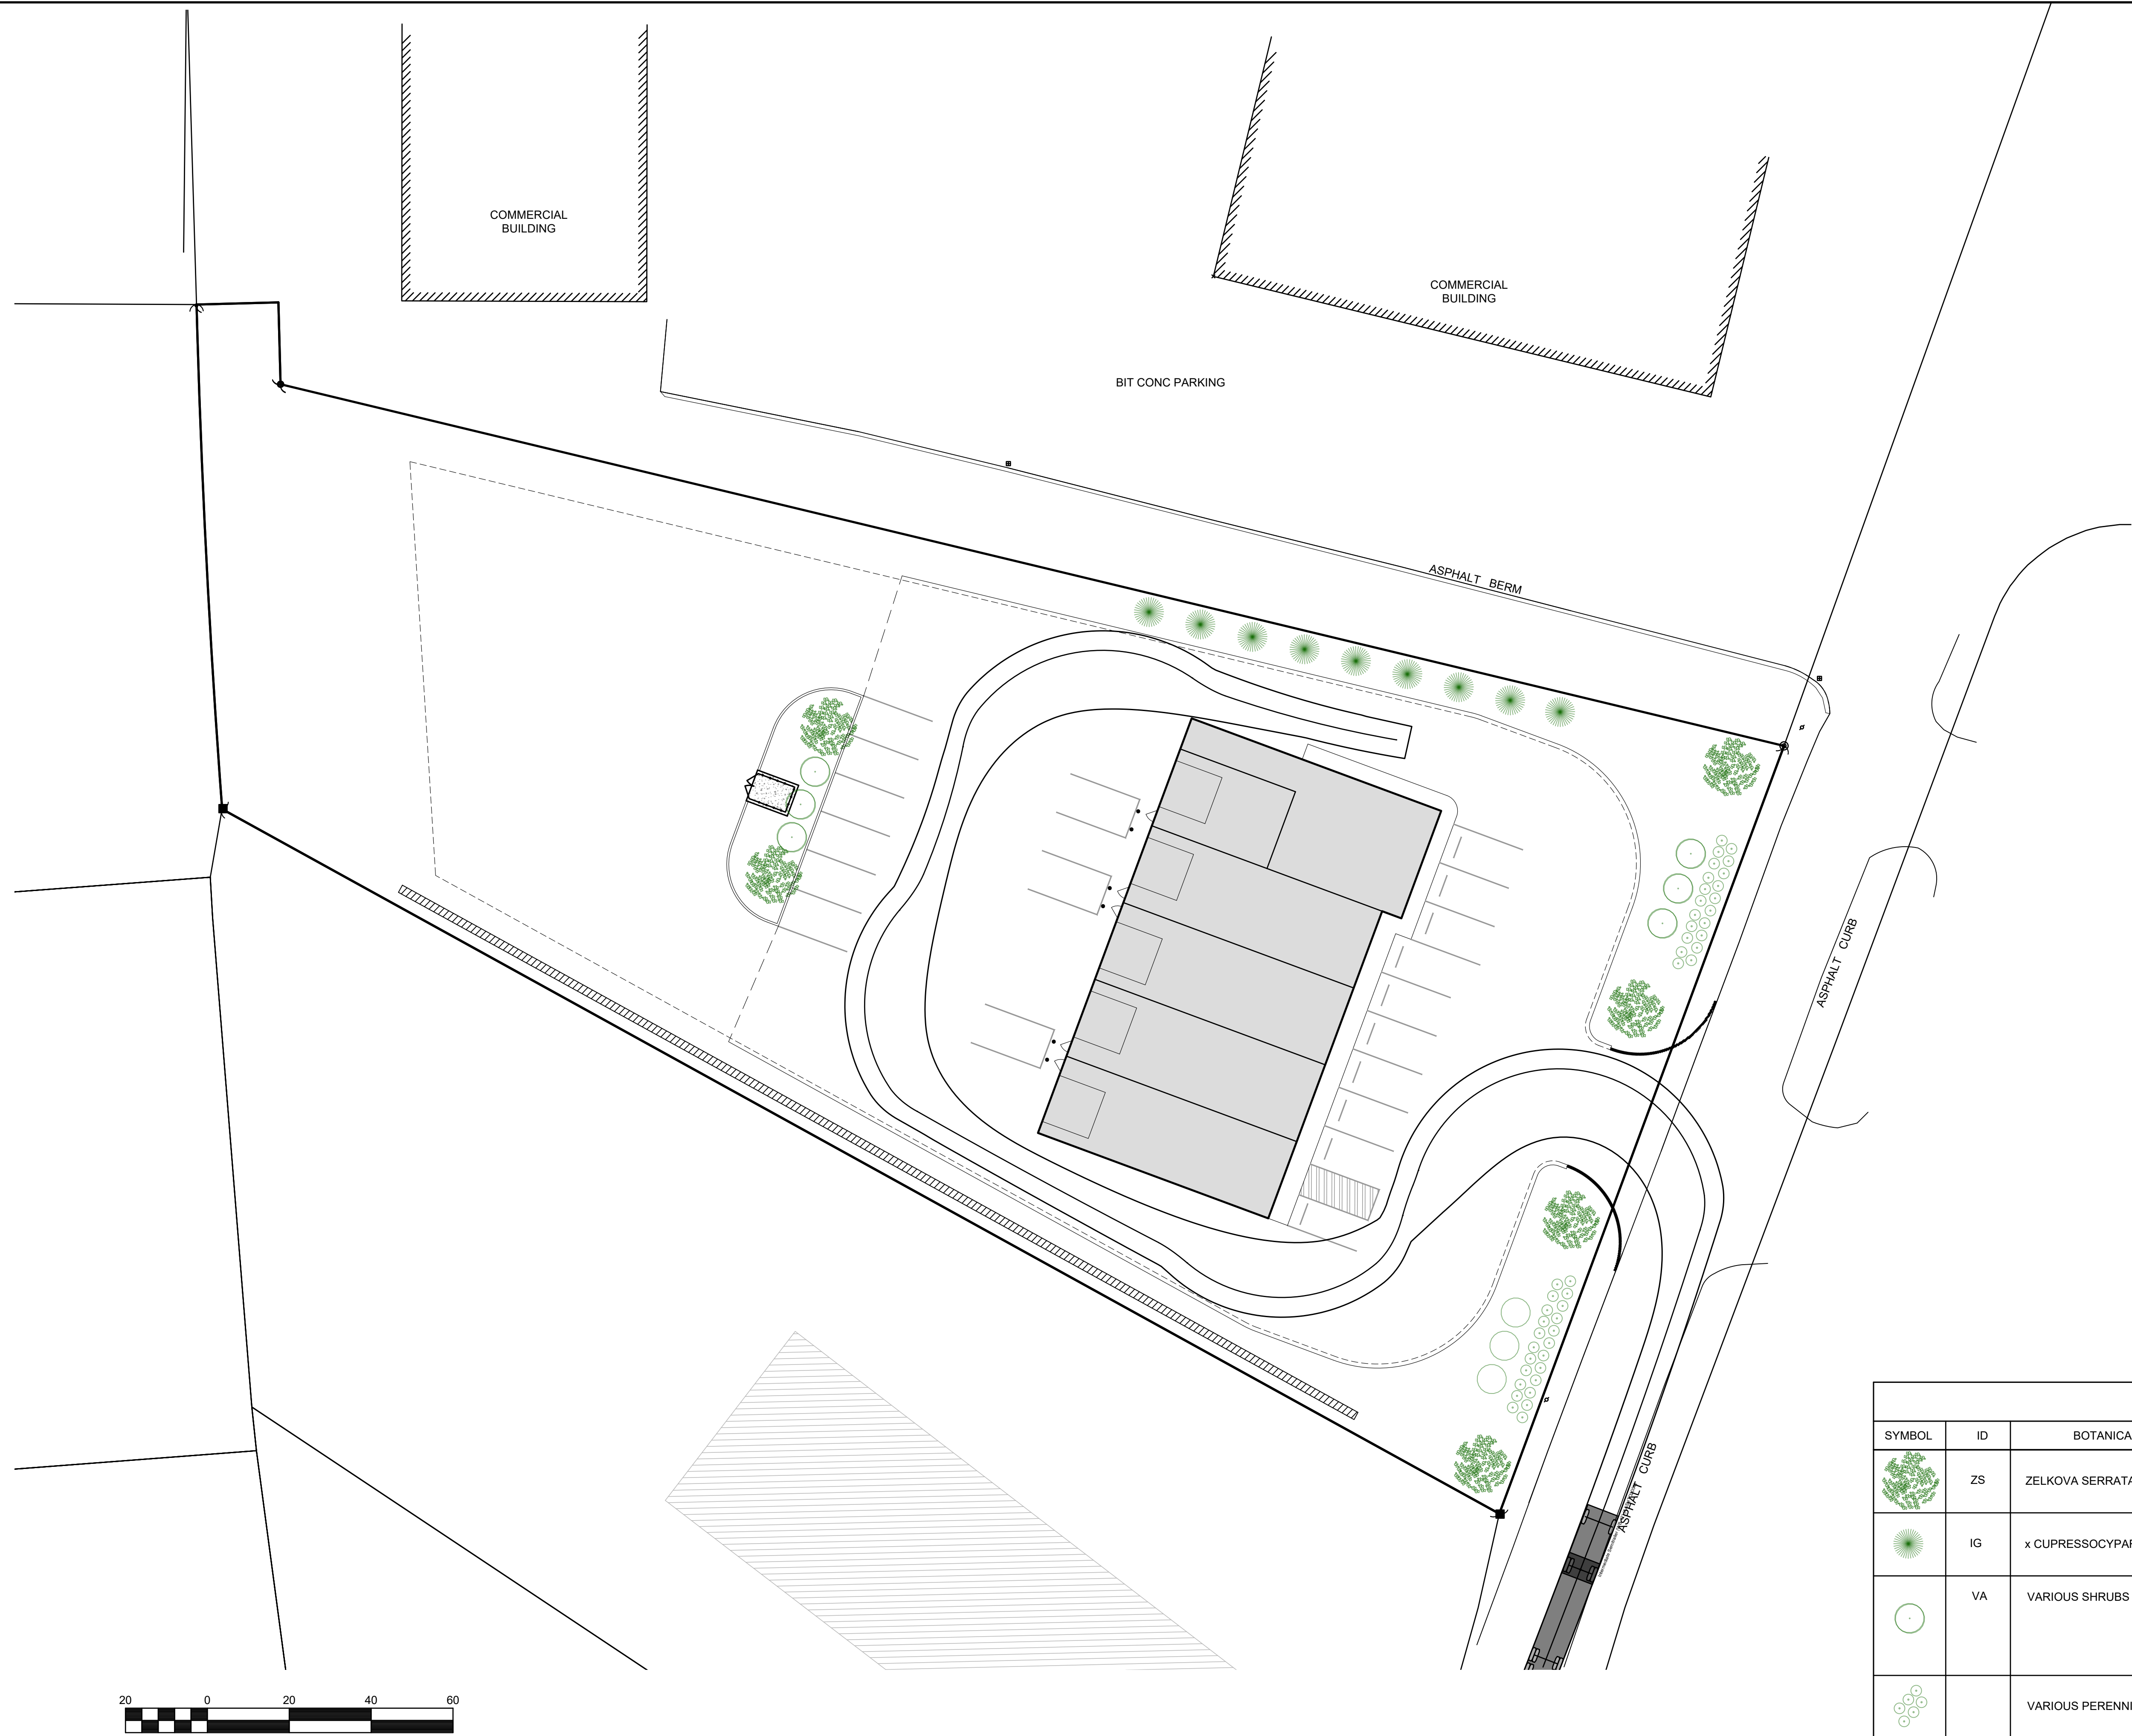 COMMERCIAL
BUILDING
COMMERCIAL
BUILDING
BIT CONC PARKING
ASPHALT BERM
ASPHALT CURB
ASPHALT CURB
SYMBOL ID BOTANICA
ZS ZELKOVA SERRATA
IG x CUPRESSOCYPAR
VA VARIOUS SHRUBS
VARIOUS PERENNI
20 0 20 40 60